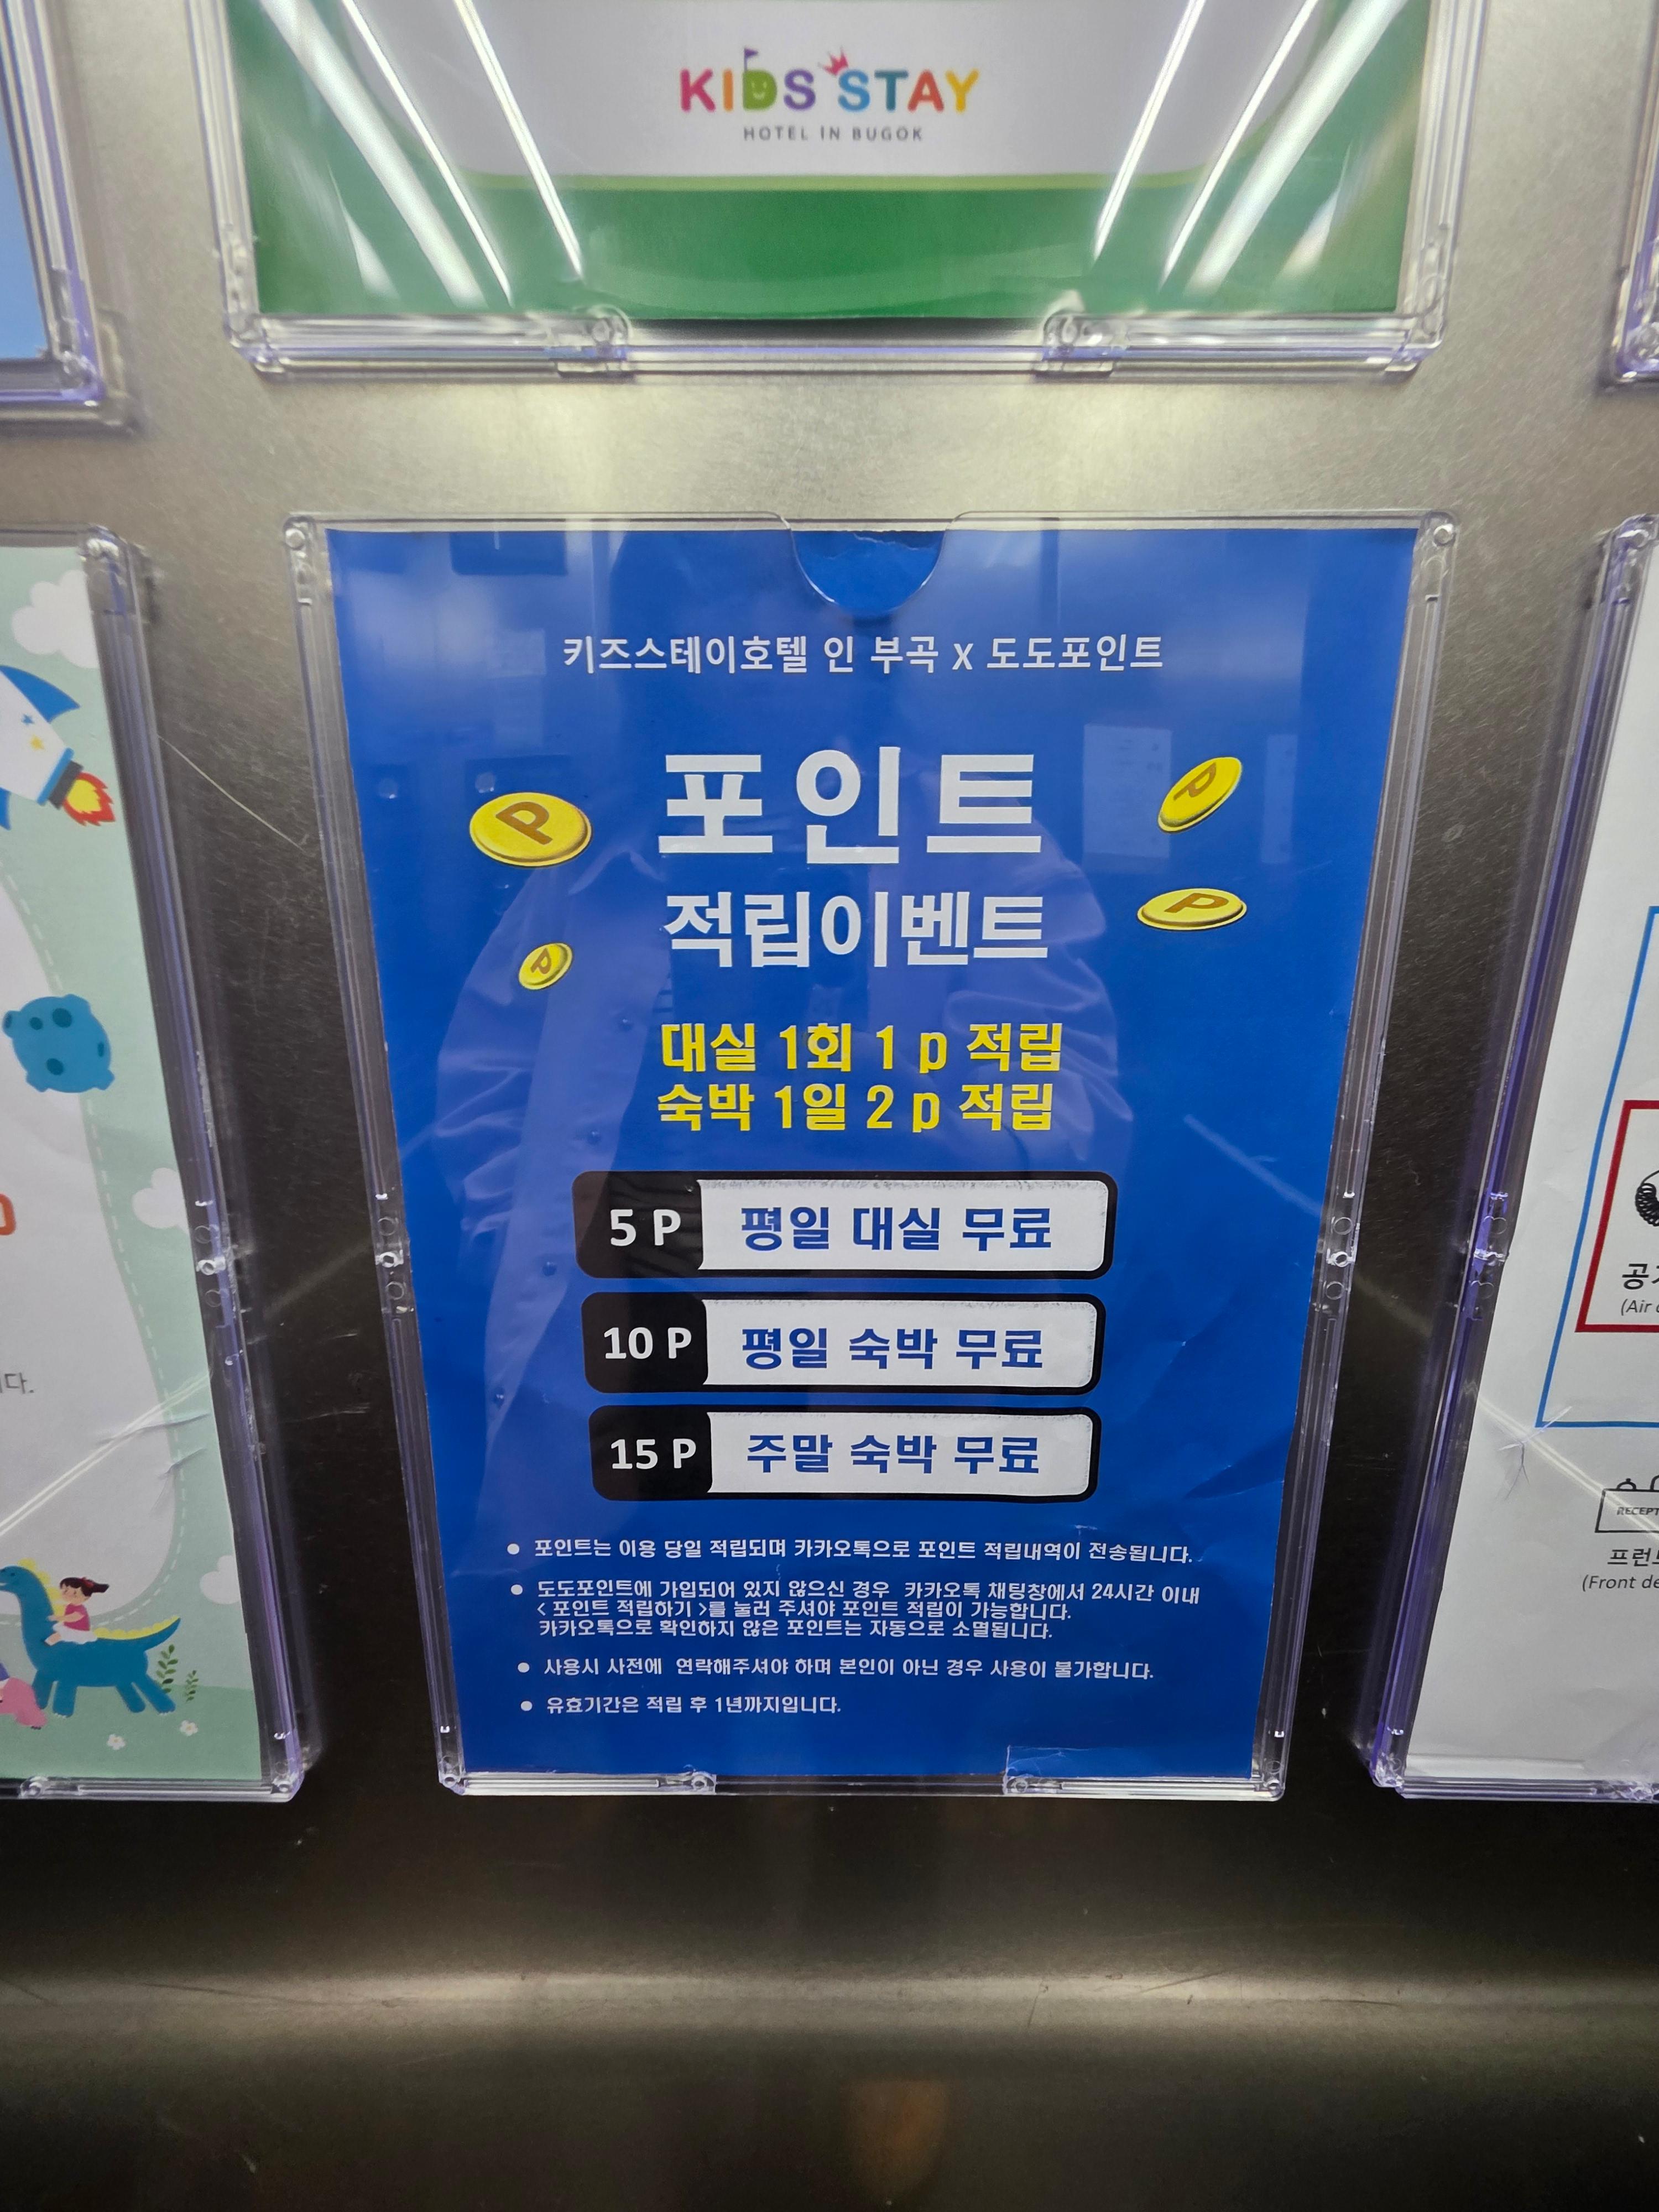 KIDS STAY
HOTEL IN BUGOK
키즈스테이호텔 인 부곡 X 도도포인트
포인트
적립이벤트
대실 1회 1 p 적립
숙박 1일 2 p 적립
5 P 평일 대실 무료
10 P 평일 숙박 무료
15 P 주말 숙박 무료
● 포인트는 이용 당일 적립되며 카카오톡으로 포인트 적립내역이 전송됩니다.
● 도도포인트에 가입되어 있지 않으신 경우 카카오톡 채팅창에서 24시간 이내
< 포인트 적립하기 >를 눌러 주셔야 포인트 적립이 가능합니다.
카카오톡으로 확인하지 않은 포인트는 자동으로 소멸됩니다.
● 사용시 사전에 연락해주셔야 하며 본인이 아닌 경우 사용이 불가합니다.
● 유효기간은 적립 후 1년까지입니다.
P
P
P
P
다.
(Air
RECEPT
프런
(Front de